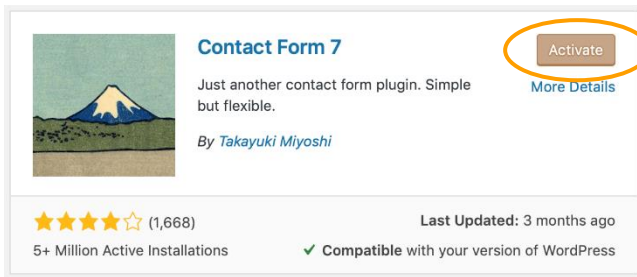 Contact Form 7
Activate
Just another contact form plugin. Simple
but flexible.
More Details
By Takayuki Miyoshi
(1,668)
Last Updated: 3 months ago
5+ Million Active Installations
✓ Compatible with your version of WordPress